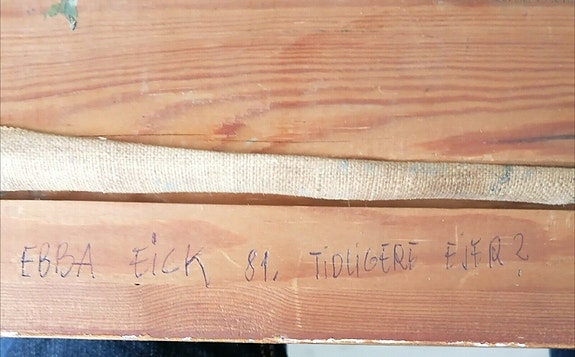 EBBA EiCK 81. TiDLiGERE EjER?